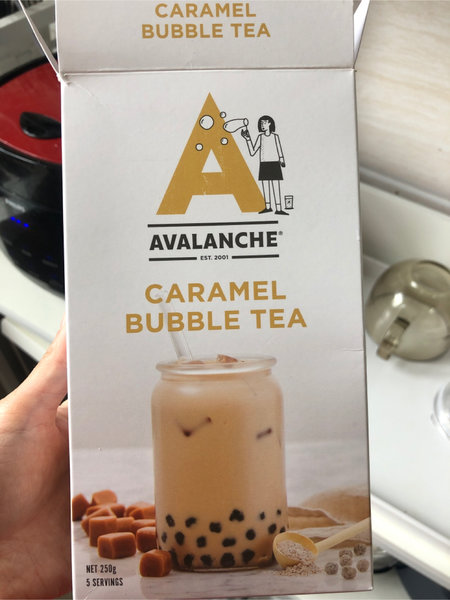 CARAMEL
BUBBLE TEA
A
AVALANCHE®
EST. 2001
CARAMEL
BUBBLE TEA
NET 250g
5 SERVINGS